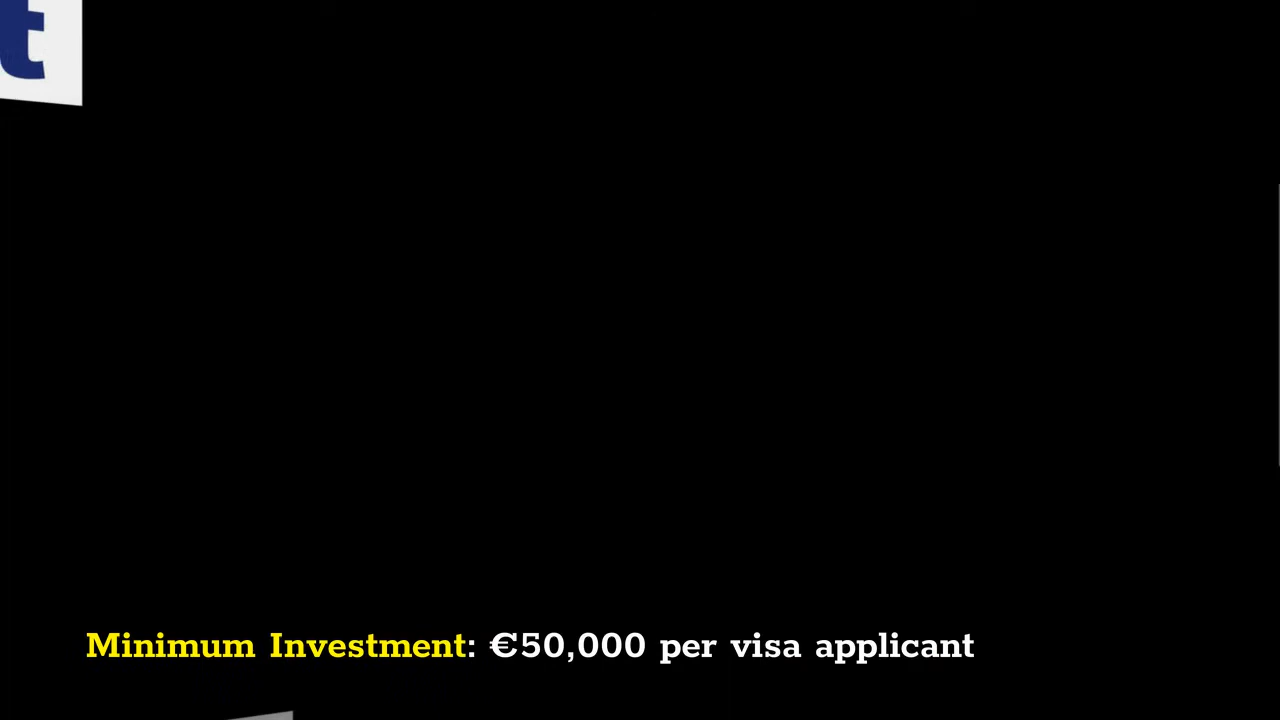 t
Minimum Investment: €50,000 per visa applicant